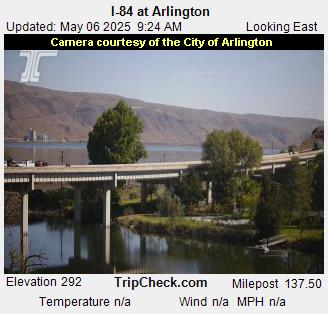 I-84 at Arlington
Updated: May 06 2025 9:24 AM Looking East
Camera courtesy of the City of Arlington
Elevation 292 TripCheck.com Milepost 137.50
Temperature n/a Wind n/a MPH n/a